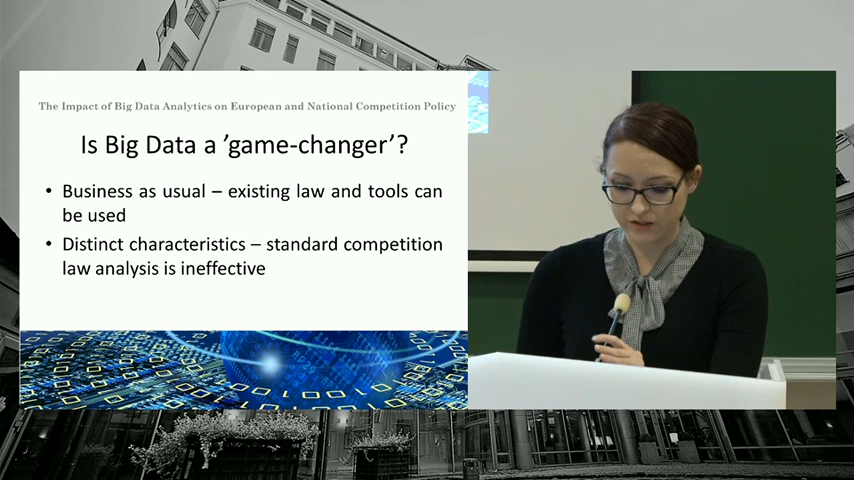 The Impact of Big Data Analytics on European and National Competition Policy
Is Big Data a ’game-changer’?
• Business as usual – existing law and tools can
be used
• Distinct characteristics – standard competition
law analysis is ineffective